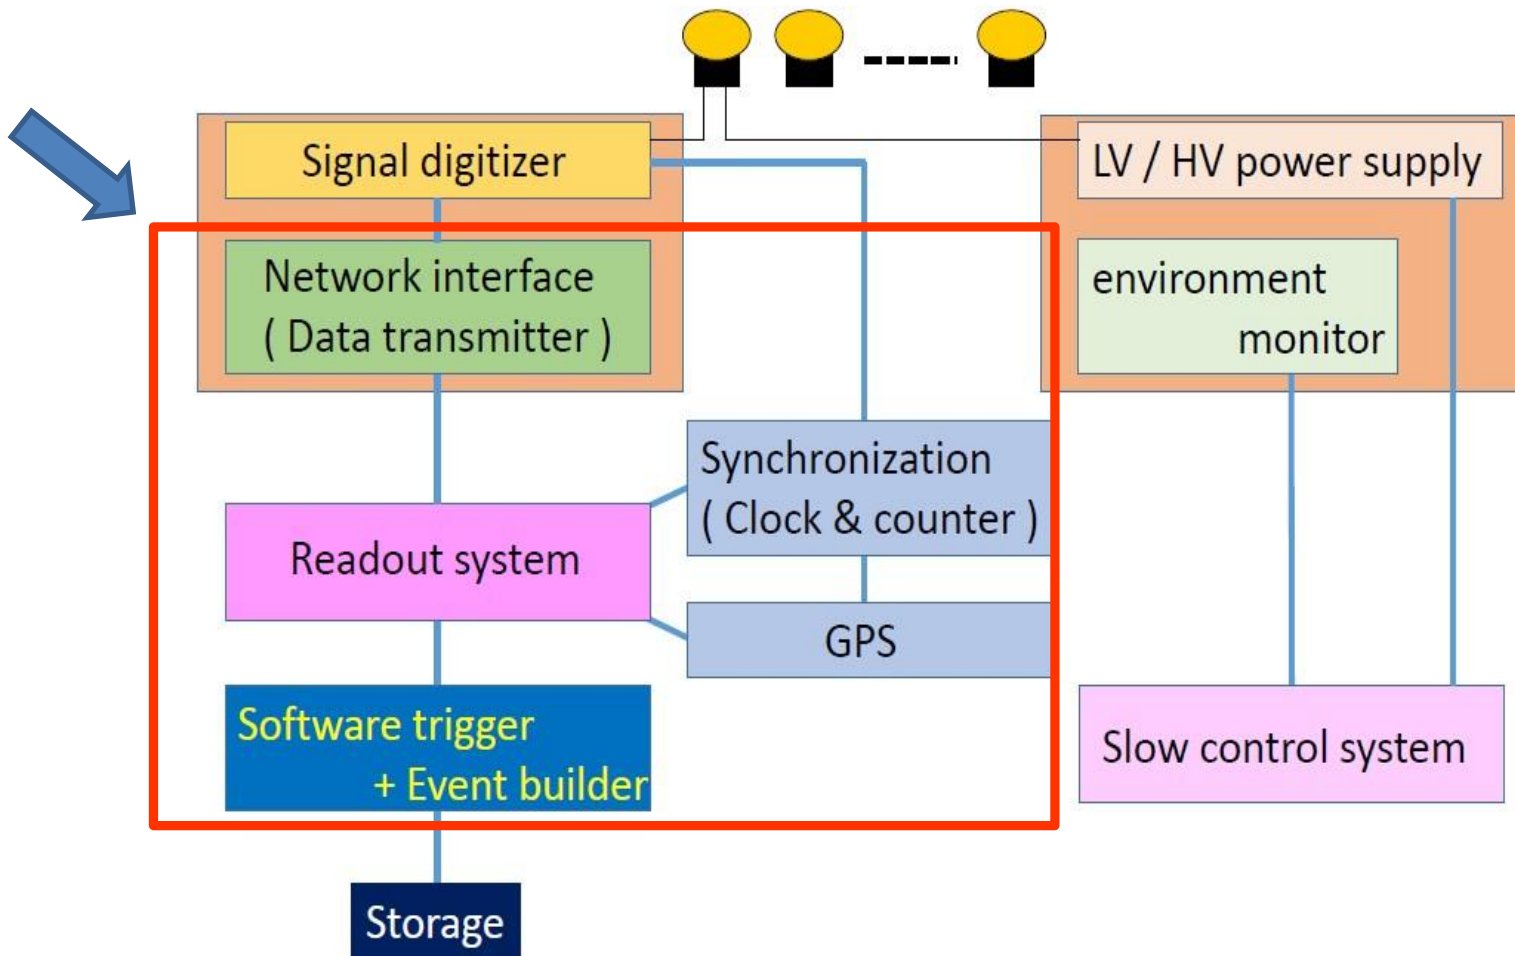 Signal digitizer
LV / HV power supply
Network interface
( Data transmitter )
environment
monitor
Synchronization
( Clock & counter )
Readout system
GPS
Software trigger
+ Event builder
Slow control system
Storage